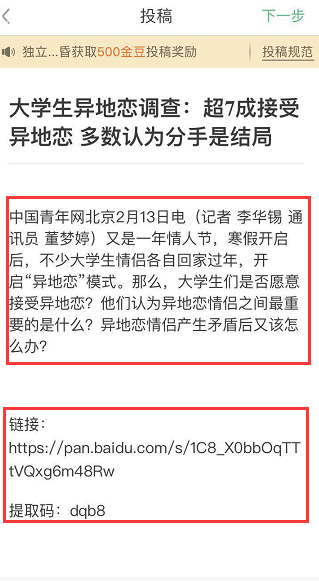 投稿
下一步
独立...昏获取500金豆投稿奖励
投稿规范
大学生异地恋调查：超7成接受
异地恋 多数认为分手是结局
中国青年网北京2月13日电（记者 李华锡 通
讯员 董梦婷）又是一年情人节，寒假开启
后，不少大学生情侣各自回家过年，开
启“异地恋”模式。那么，大学生们是否愿意
接受异地恋？他们认为异地恋情侣之间最重
要的是什么？异地恋情侣产生矛盾后又该怎
么办？
链接：
https://pan.baidu.com/s/1C8_X0bbOqTT
tVQxg6m48Rw
提取码：dqb8